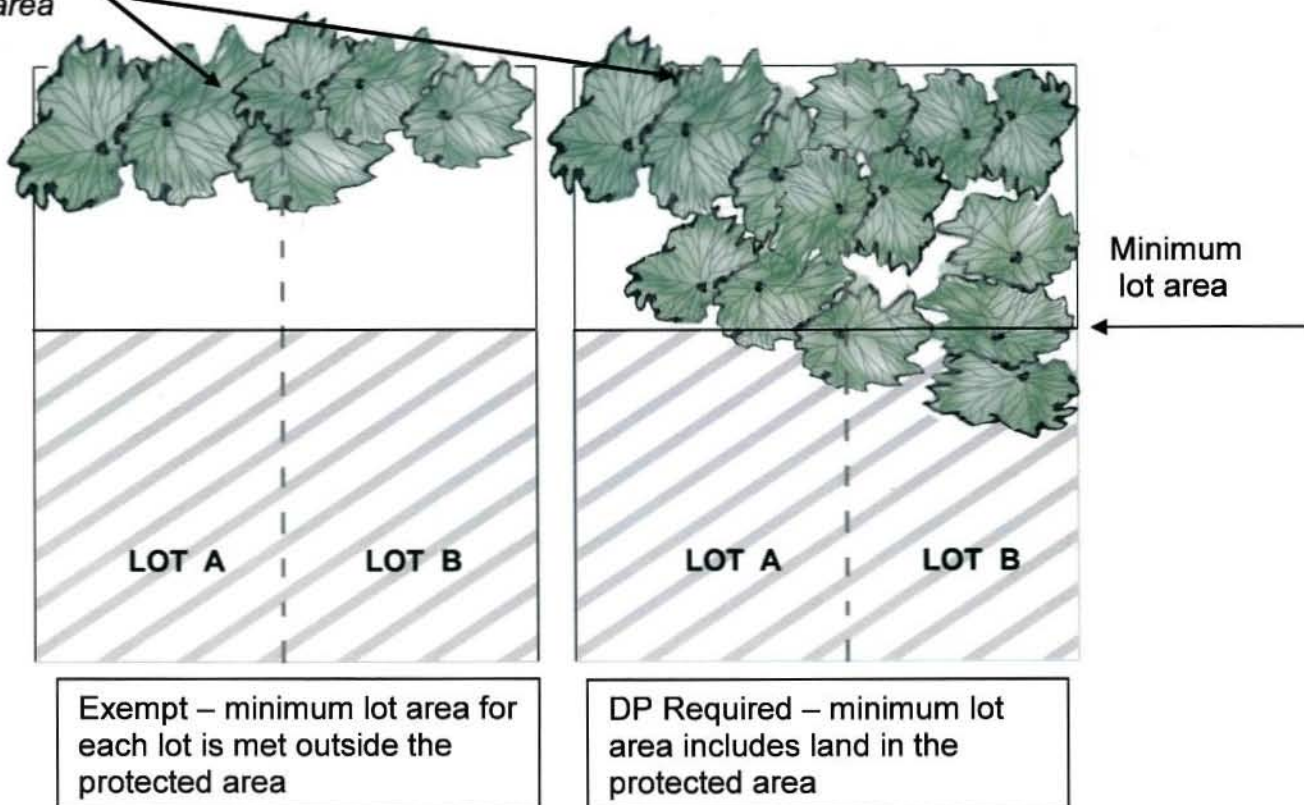 area
Minimum
lot area
LOT A
LOT B
LOT A
LOT B
Exempt – minimum lot area for
each lot is met outside the
protected area
DP Required – minimum lot
area includes land in the
protected area